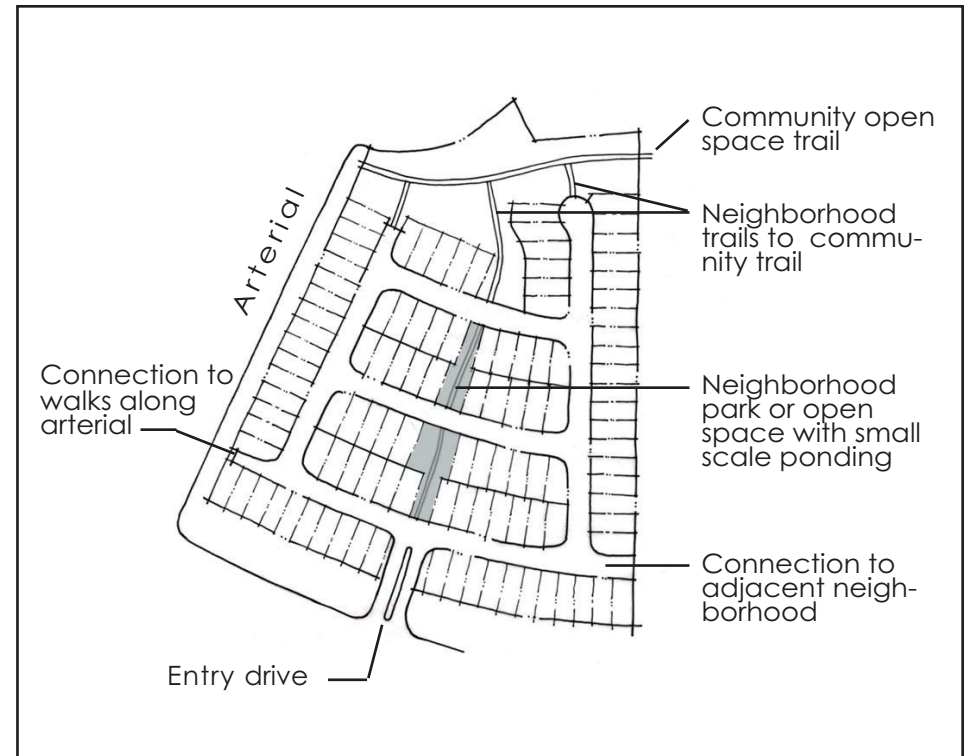 Community open
space trail
Neighborhood
trails to commu-
nity trail
Arterial
Connection to
walks along
arterial
Neighborhood
park or open
space with small
scale ponding
Connection to
adjacent neigh-
borhood
Entry drive